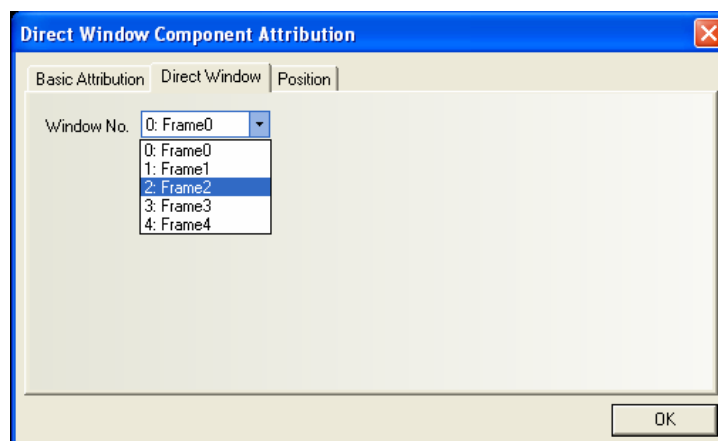 Direct Window Component Attribution
Basic Attribution Direct Window Position
Window No. 0: Frame0
0: Frame0
1: Frame1
2: Frame2
3: Frame3
4: Frame4
OK